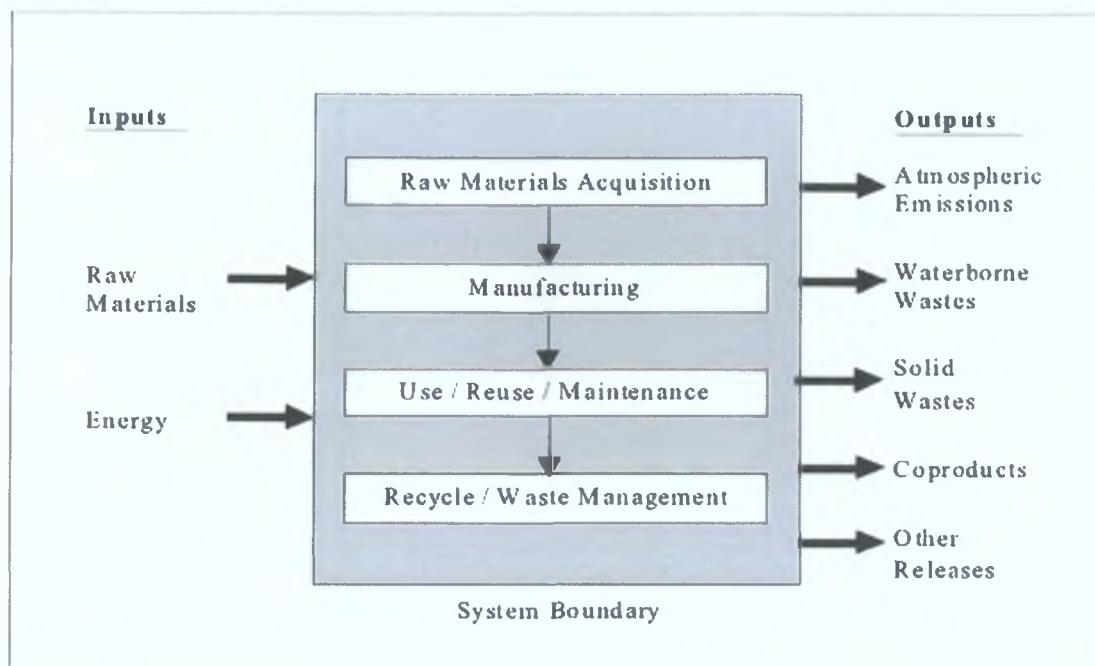 Inputs
Raw
Materials
Energy
Raw Materials Acquisition
Manufacturing
Use / Reuse / Maintenance
Recycle / Waste Management
System Boundary
Outputs
Atmospheric
Emissions
Waterborne
Wastes
Solid
Wastes
Coproducts
Other
Releases